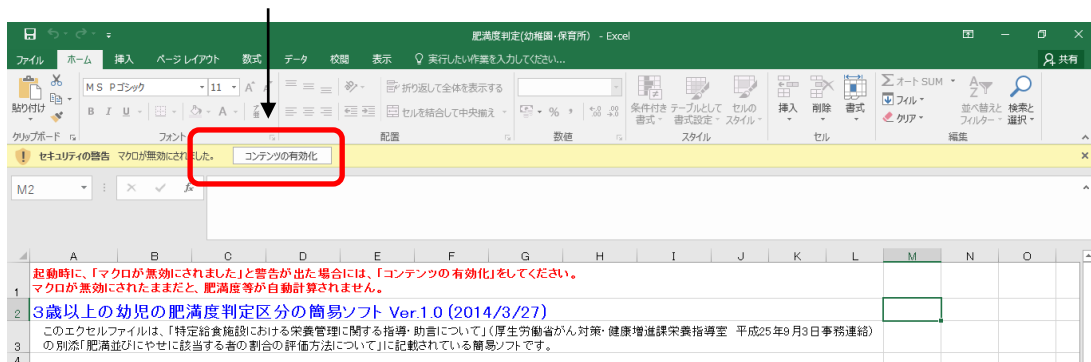 肥満度判定(幼稚園・保育所) - Excel
ファイル ホーム 挿入 ページ レイアウト 数式 データ 校閲 表示 実行したい作業を入力してください... 共有
MS Pゴシック 11 A 折り返して全体を表示する Σ オート SUM
貼り付け B I U A セルを結合して中央揃え % 条件付き 書式 テーブルとして 書式設定 セルの スタイル 挿入 削除 書式 フィル クリア 並べ替えと フィルター 検索と 選択
クリップボード フォント 配置 数値 スタイル セル 編集
セキュリティの警告 マクロが無効にされました。 コンテンツの有効化
M2 fx
A B C D E F G H I J K L M N O
起動時に、「マクロが無効にされました」と警告が出た場合には、「コンテンツの有効化」をしてください。
1 マクロが無効にされたままだと、肥満度等が自動計算されません。
2 3歳以上の幼児の肥満度判定区分の簡易ソフト Ver.1.0 (2014/3/27)
このエクセルファイルは、「特定給食施設における栄養管理に関する指導・助言について」(厚生労働省がん対策・健康増進課栄養指導室 平成25年9月3日事務連絡)
3 の別添「肥満並びにやせに該当する者の割合の評価方法について」に記載されている簡易ソフトです。
4